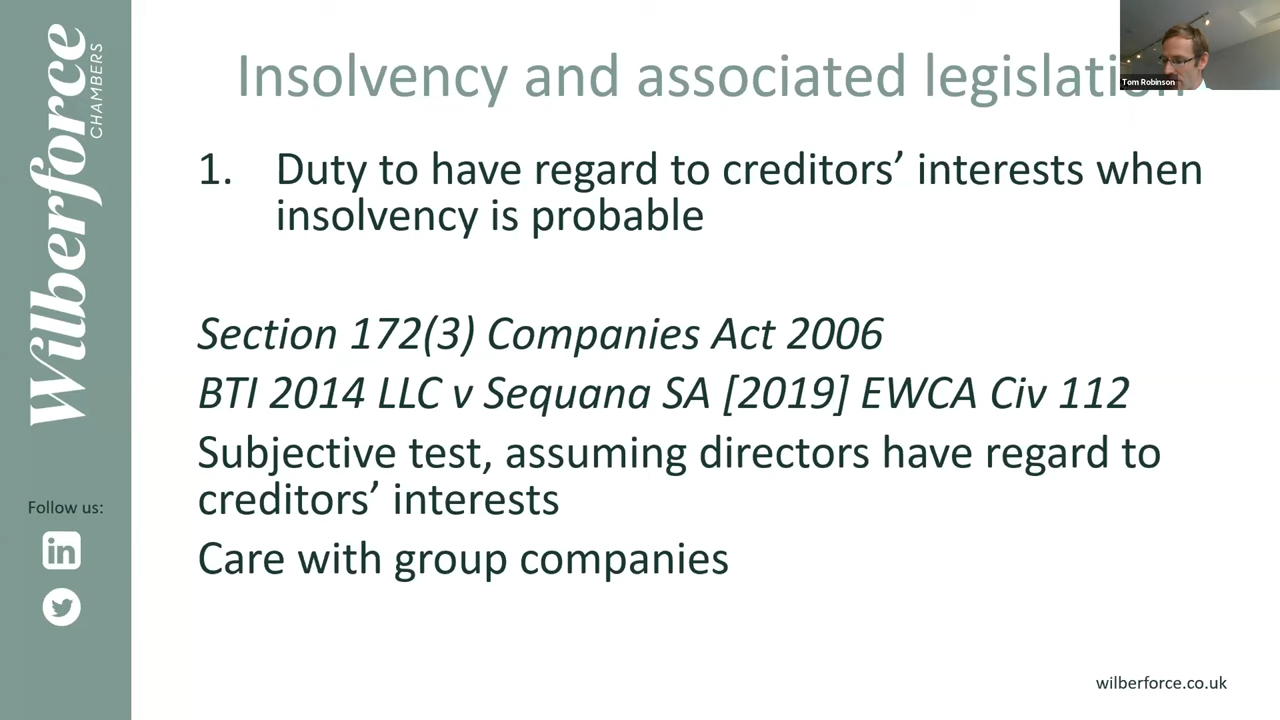 Wilberforce
CHAMBERS
Insolvency and associated legislation
Tom Robinson
1. Duty to have regard to creditors’ interests when
insolvency is probable
Section 172(3) Companies Act 2006
BTI 2014 LLC v Sequana SA [2019] EWCA Civ 112
Subjective test, assuming directors have regard to
creditors’ interests
Care with group companies
Follow us:
in
wilberforce.co.uk